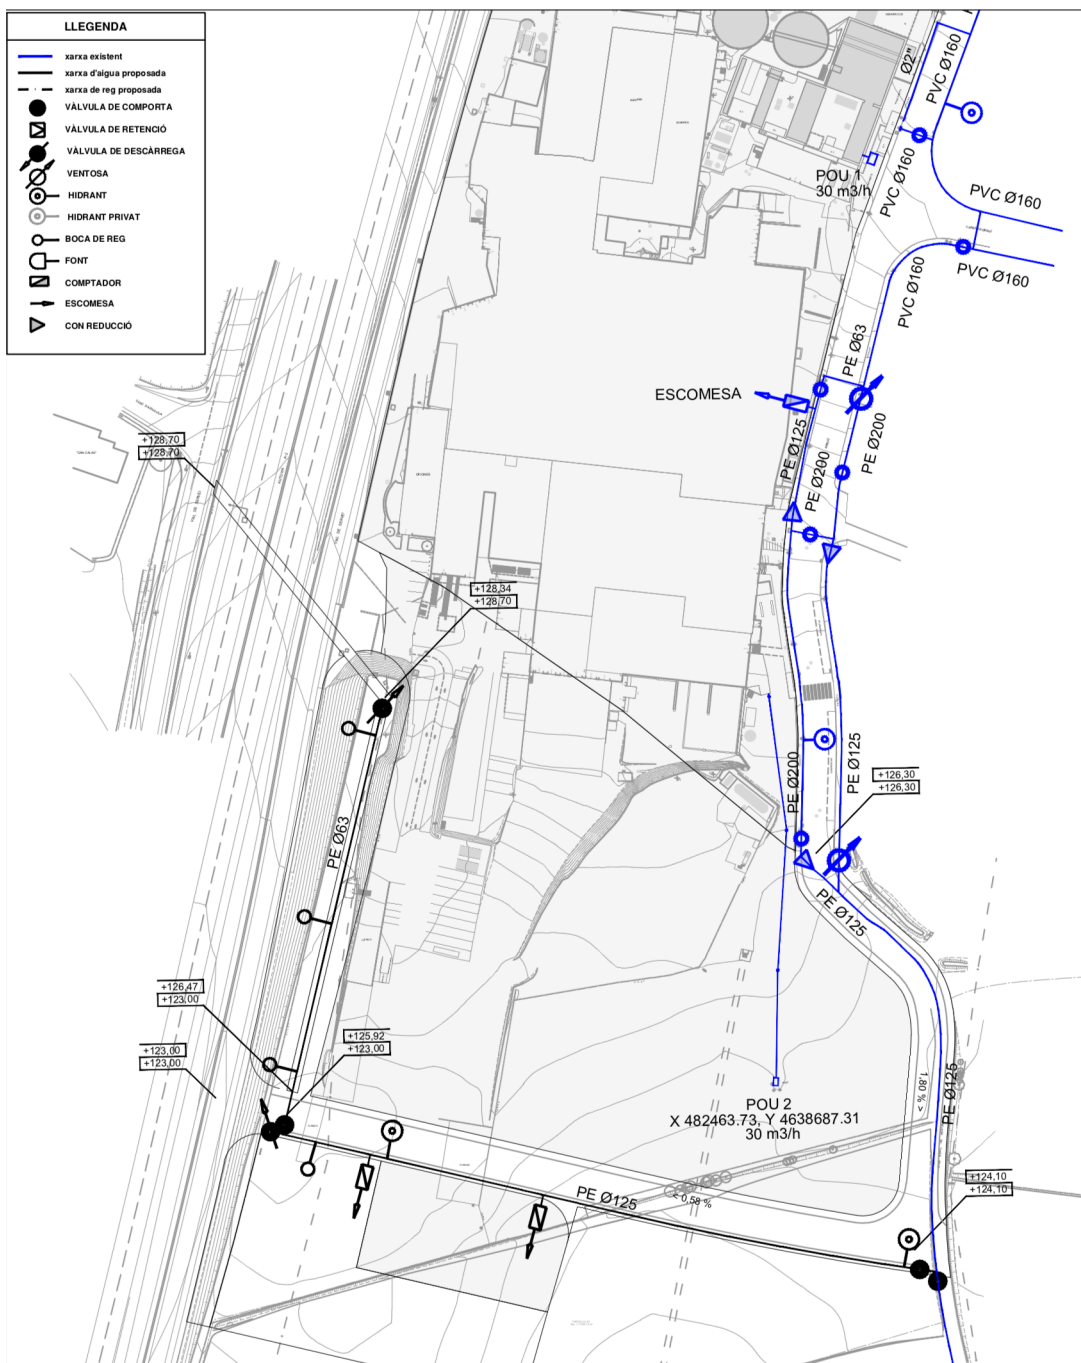 LLEGENDA
xarxa existent
xarxa d'aigua proposada
xarxa de reg proposada
VÀLVULA DE COMPORTA
VÀLVULA DE RETENCIÓ
VÀLVULA DE DESCÀRREGA
VENTOSA
HIDRANT
HIDRANT PRIVAT
BOCA DE REG
FONT
COMPTADOR
ESCOMESA
CON REDUCCIÓ
Ø2"
PVC Ø160
PVC Ø160
POU 1
30 m3/h
PVC Ø160
PVC Ø160
PVC Ø160
PE Ø63
ESCOMESA
PE Ø125
PE Ø200
PE Ø200
+128,70
+128,70
+128,34
+128,70
PE Ø200
PE Ø125
+126,30
+126,30
PE Ø63
PE Ø125
+126,47
+123,00
+125,92
+123,00
+123,00
+123,00
1,80 % >
PE Ø125
POU 2
X 482463.73, Y 4638687.31
30 m3/h
PE Ø125
< 0,58 %
+124,10
+124,10